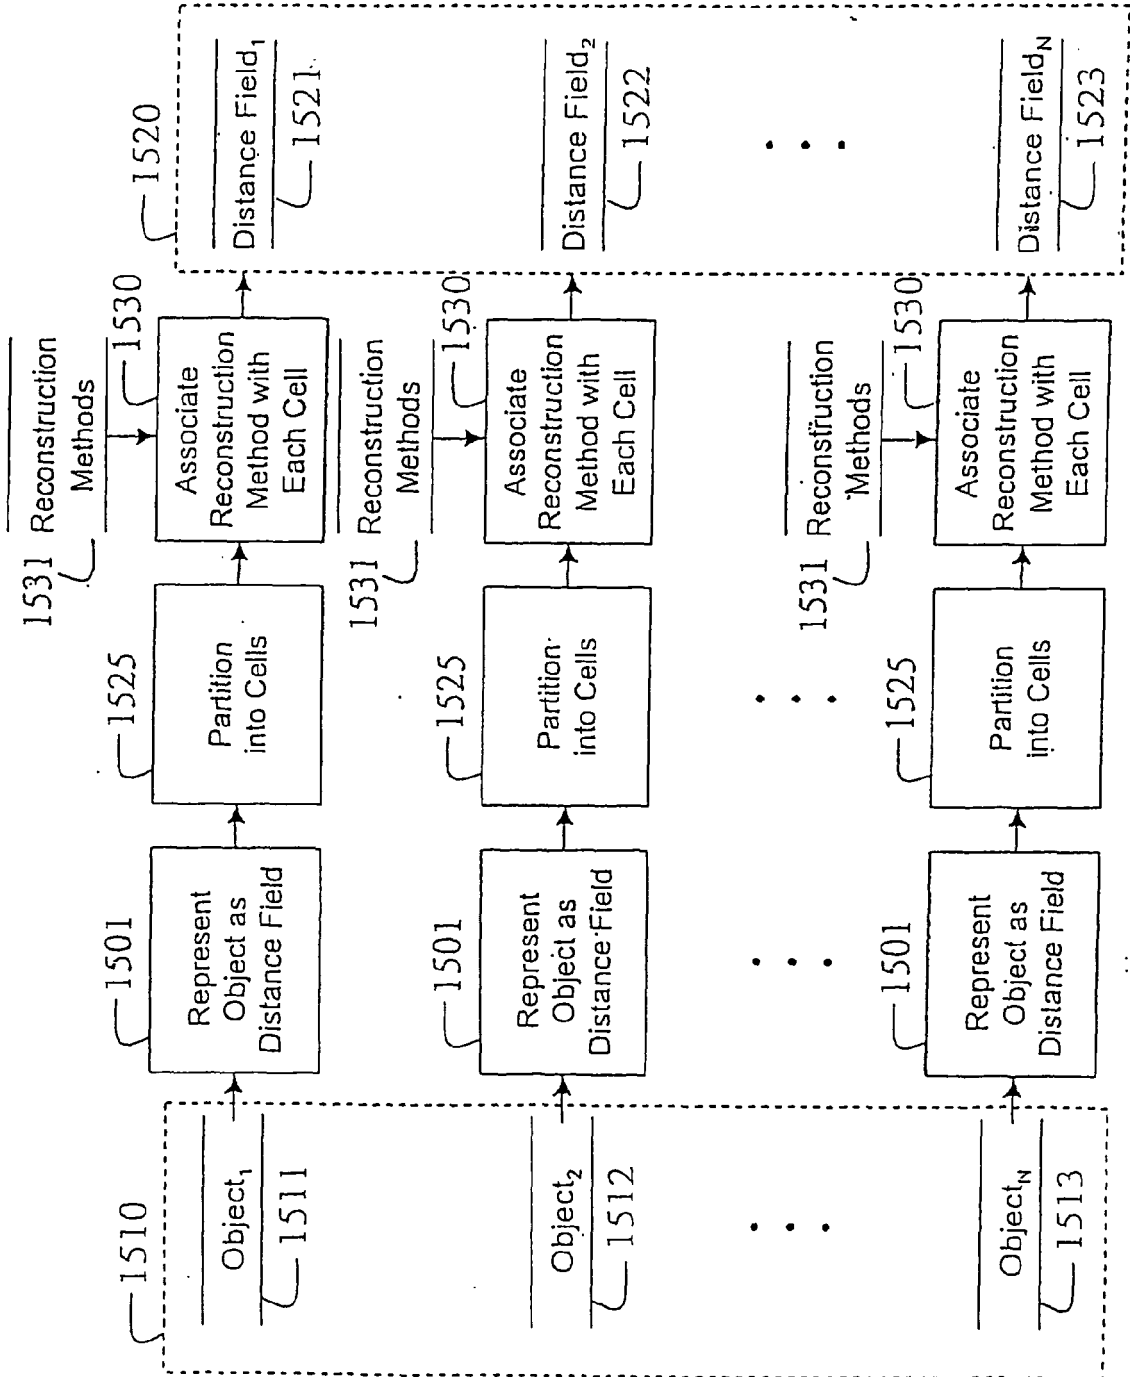 1510
Object1
1511
1501
Represent
Object as
Distance Field
1525
Partition
into Cells
1531
Reconstruction
Methods
1530
Associate
Reconstruction
Method with
Each Cell
1520
Distance Field1
1521
Object2
1512
1501
Represent
Object as
Distance Field
1525
Partition
into Cells
1531
Reconstruction
Methods
1530
Associate
Reconstruction
Method with
Each Cell
Distance Field2
1522
ObjectN
1513
1501
Represent
Object as
Distance Field
1525
Partition
into Cells
1531
Reconstruction
Methods
1530
Associate
Reconstruction
Method with
Each Cell
Distance FieldN
1523